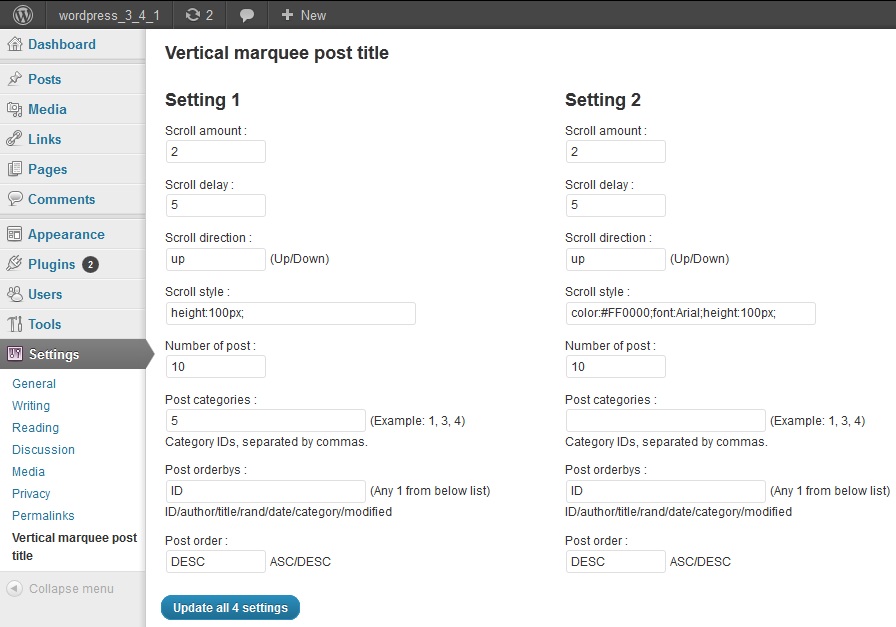 wordpress_3_4_1 2 New
Dashboard
Posts
Media
Links
Pages
Comments
Appearance
Plugins 2
Users
Tools
Settings
General
Writing
Reading
Discussion
Media
Privacy
Permalinks
Vertical marquee post
title
Collapse menu
Vertical marquee post title
Setting 1
Scroll amount :
2
Scroll delay :
5
Scroll direction :
up (Up/Down)
Scroll style :
height:100px;
Number of post :
10
Post categories :
5 (Example: 1, 3, 4)
Category IDs, separated by commas.
Post orderbys :
ID (Any 1 from below list)
ID/author/title/rand/date/category/modified
Post order :
DESC ASC/DESC
Setting 2
Scroll amount :
2
Scroll delay :
5
Scroll direction :
up (Up/Down)
Scroll style :
color:#FF0000;font:Arial;height:100px;
Number of post :
10
Post categories :
(Example: 1, 3, 4)
Category IDs, separated by commas.
Post orderbys :
ID (Any 1 from below list)
ID/author/title/rand/date/category/modified
Post order :
DESC ASC/DESC
Update all 4 settings